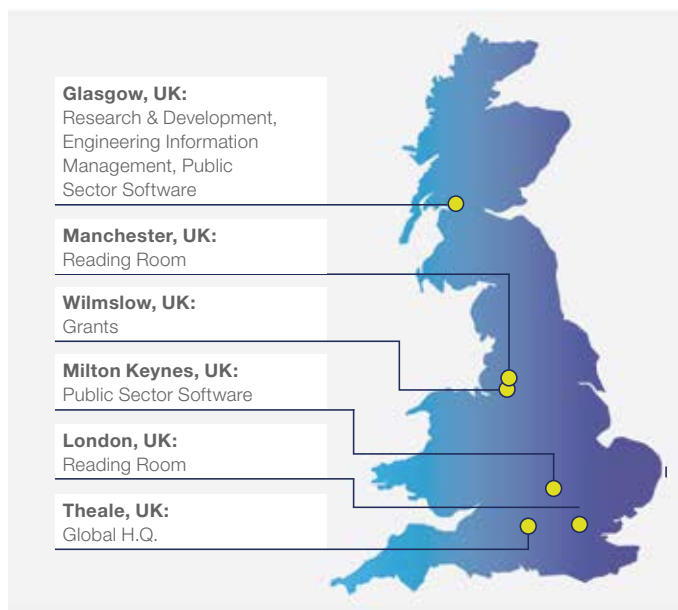 Glasgow, UK:
Research & Development,
Engineering Information
Management, Public
Sector Software
Manchester, UK:
Reading Room
Wilmslow, UK:
Grants
Milton Keynes, UK:
Public Sector Software
London, UK:
Reading Room
Theale, UK:
Global H.Q.